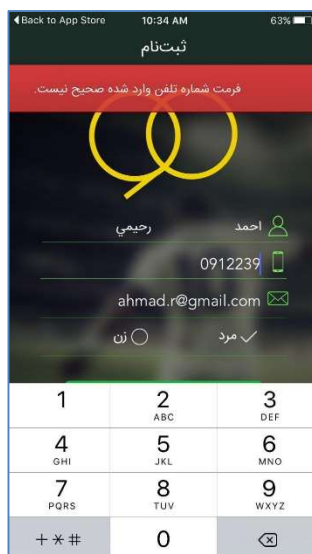 Back to App Store 10:34 AM 63%
ثبت‌نام
فرمت شماره تلفن وارد شده صحیح نیست.
90
احمد رحيمي
0912239
ahmad.r@gmail.com
مرد زن
1 2 3
ABC DEF
4 5 6
GHI JKL MNO
7 8 9
PQRS TUV WXYZ
+*# 0